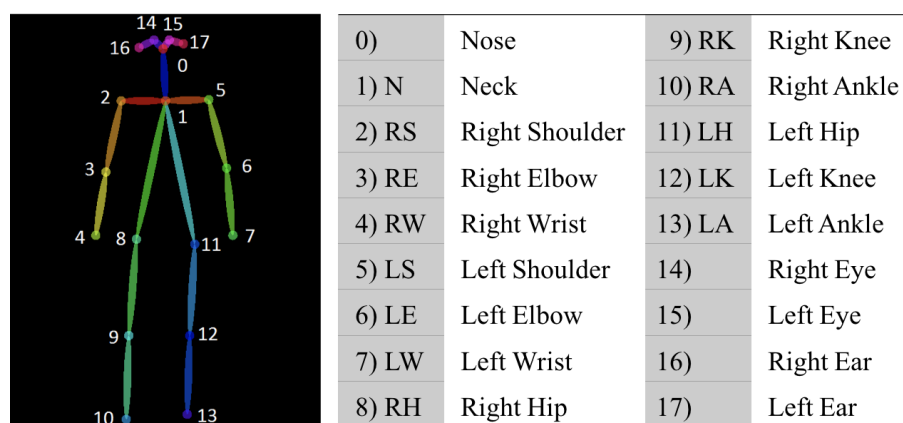 14 15
16 17
0
2 5
1
3 6
4 8 11 7
9 12
10 13
0) Nose 9) RK Right Knee
1) N Neck 10) RA Right Ankle
2) RS Right Shoulder 11) LH Left Hip
3) RE Right Elbow 12) LK Left Knee
4) RW Right Wrist 13) LA Left Ankle
5) LS Left Shoulder 14) Right Eye
6) LE Left Elbow 15) Left Eye
7) LW Left Wrist 16) Right Ear
8) RH Right Hip 17) Left Ear